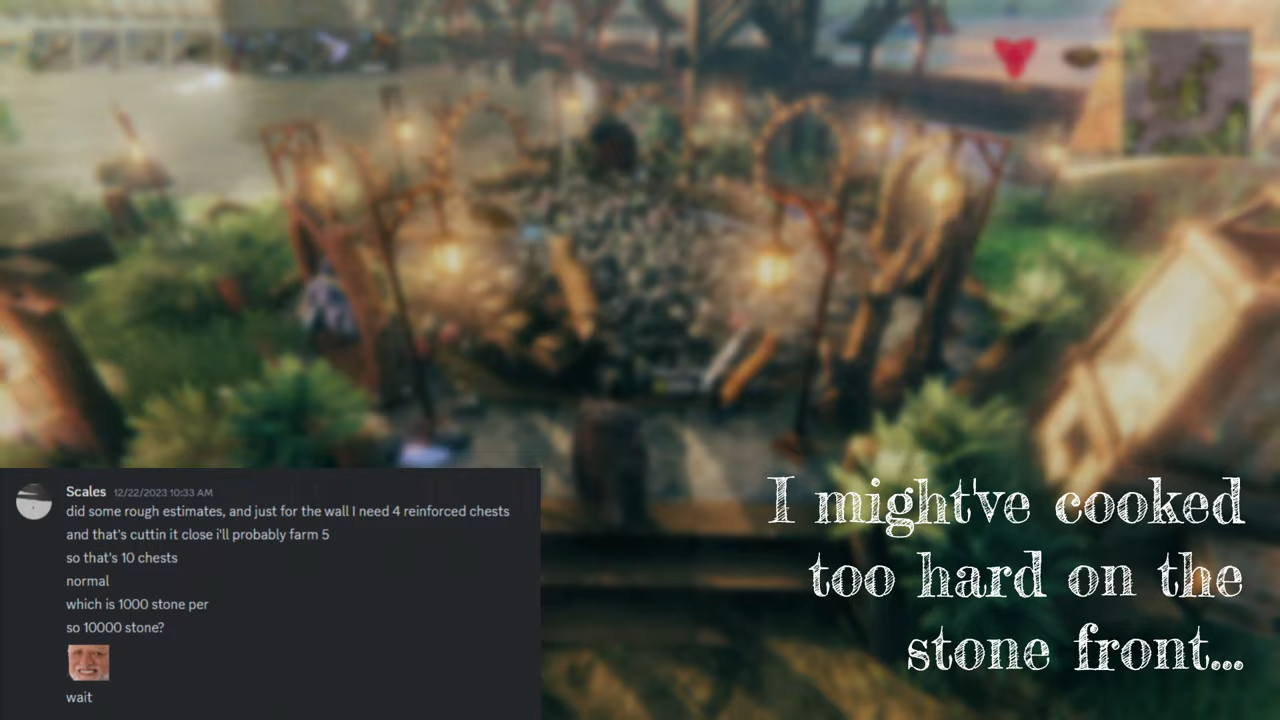 Scales 12/22/2023 10:33 AM
did some rough estimates, and just for the wall I need 4 reinforced chests
and that's cuttin it close i'll probably farm 5
so that's 10 chests
normal
which is 1000 stone per
so 10000 stone?
wait
I might've cooked
too hard on the
stone front...